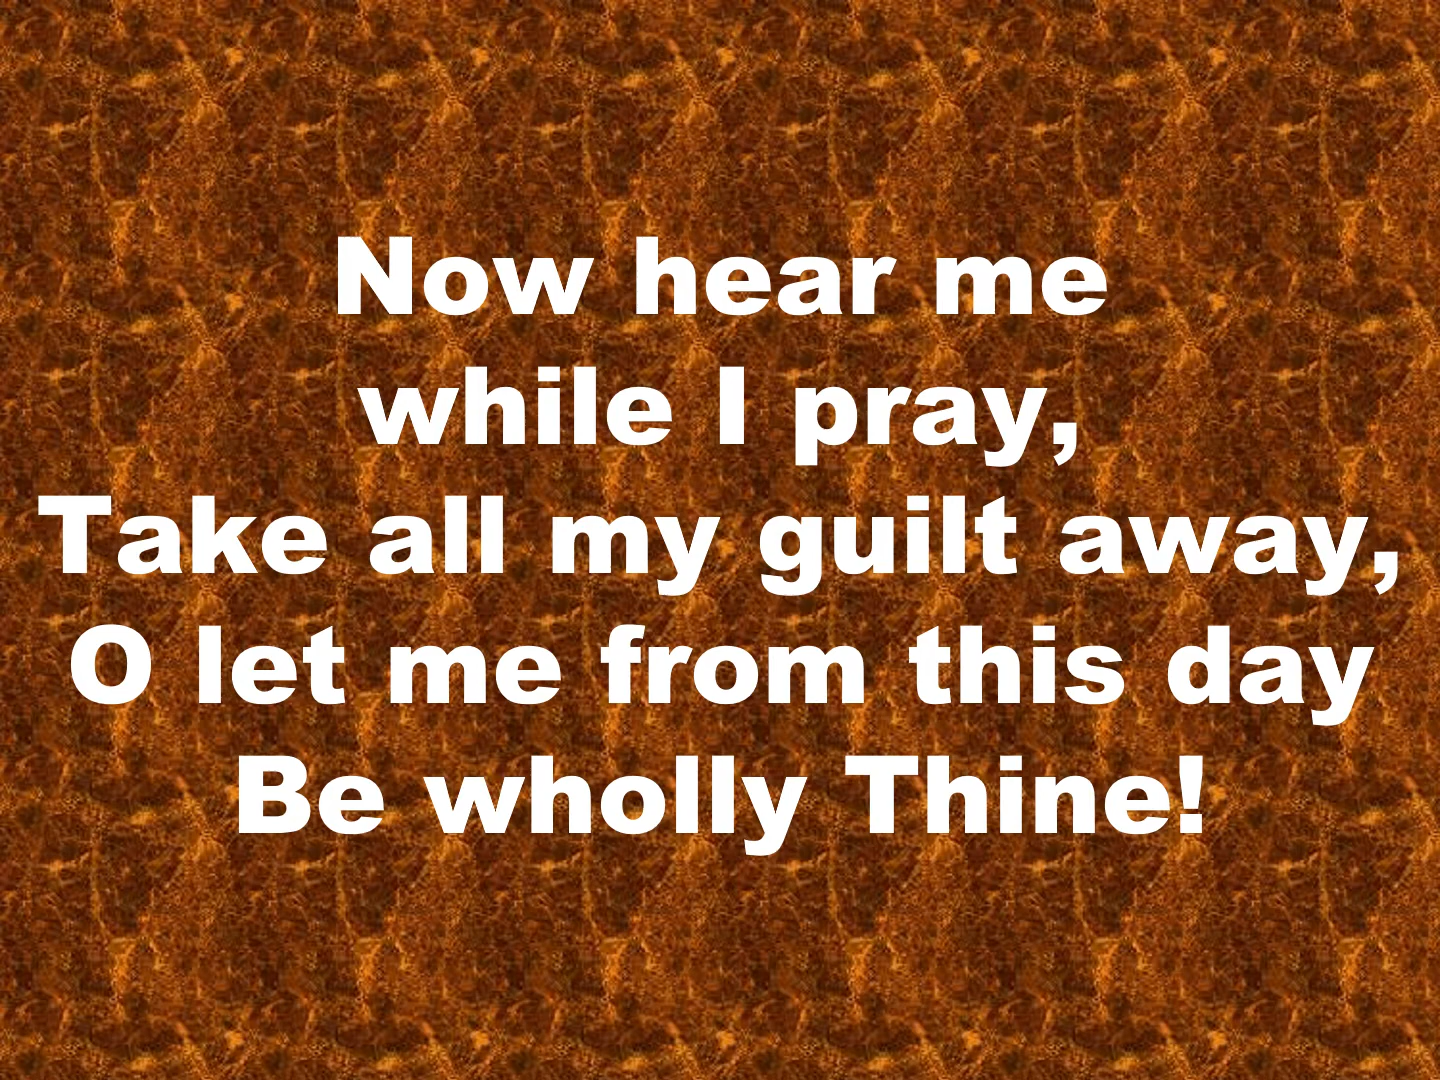 Now hear me
while I pray,
Take all my guilt away,
O let me from this day
Be wholly Thine!